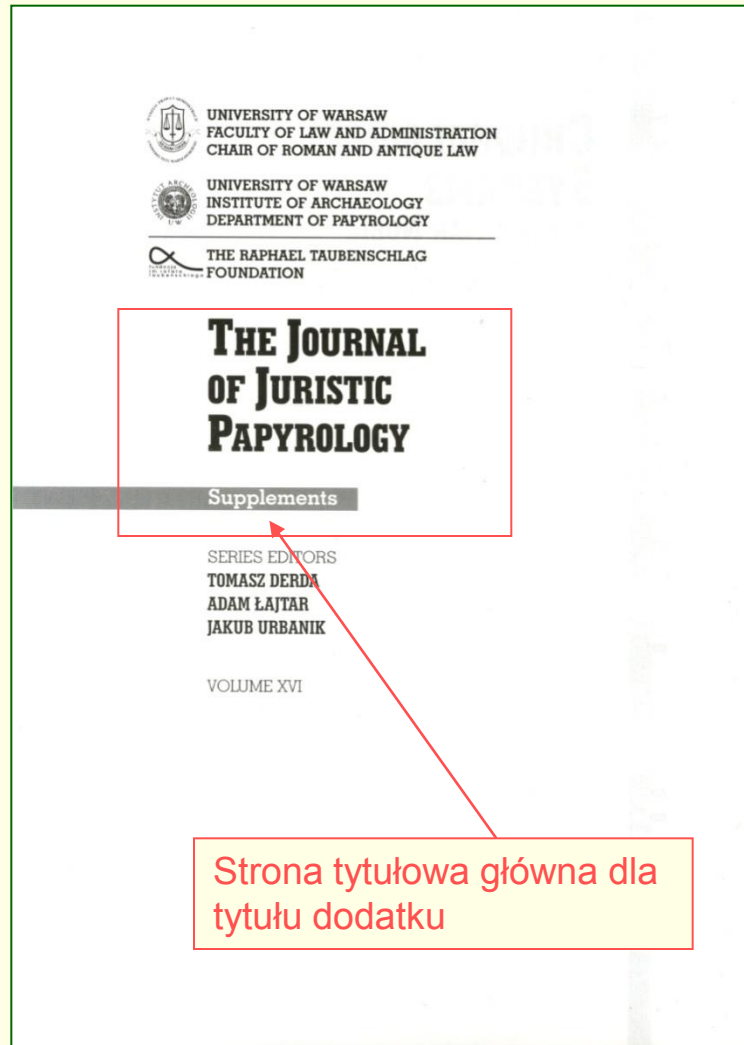 UNIVERSITY OF WARSAW
FACULTY OF LAW AND ADMINISTRATION
CHAIR OF ROMAN AND ANTIQUE LAW
UNIVERSITY OF WARSAW
INSTITUTE OF ARCHAEOLOGY
DEPARTMENT OF PAPYROLOGY
THE RAPHAEL TAUBENSCHLAG
FOUNDATION
THE JOURNAL
OF JURISTIC
PAPYROLOGY
Supplements
SERIES EDITORS
TOMASZ DERDA
ADAM ŁAJTAR
JAKUB URBANIK
VOLUME XVI
Strona tytułowa główna dla
tytułu dodatku